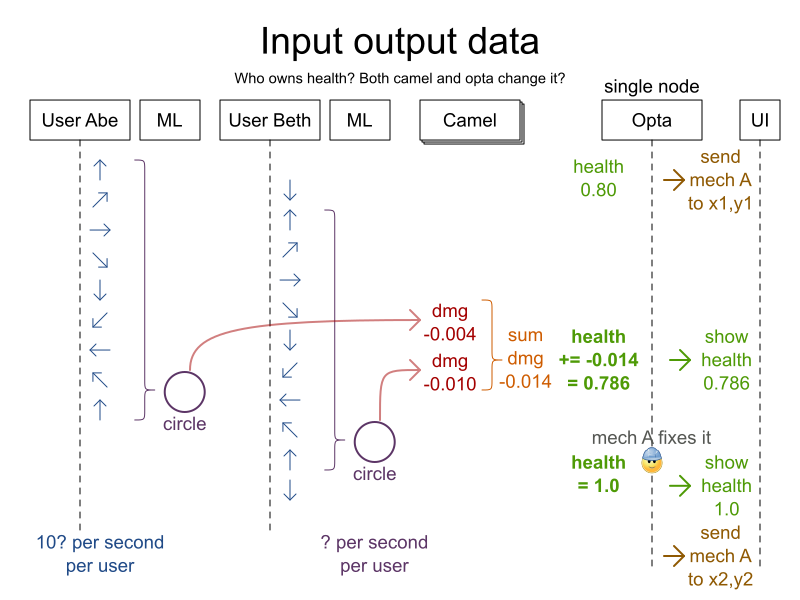 Input output data
Who owns health? Both camel and opta change it?
single node
User Abe
ML
User Beth
ML
Camel
Opta
UI
health
0.80
send
mech A
to x1,y1
dmg
-0.004
dmg
-0.010
sum
dmg
-0.014
health
+= -0.014
= 0.786
show
health
0.786
circle
circle
mech A fixes it
health
= 1.0
show
health
1.0
send
mech A
to x2,y2
10? per second
per user
? per second
per user